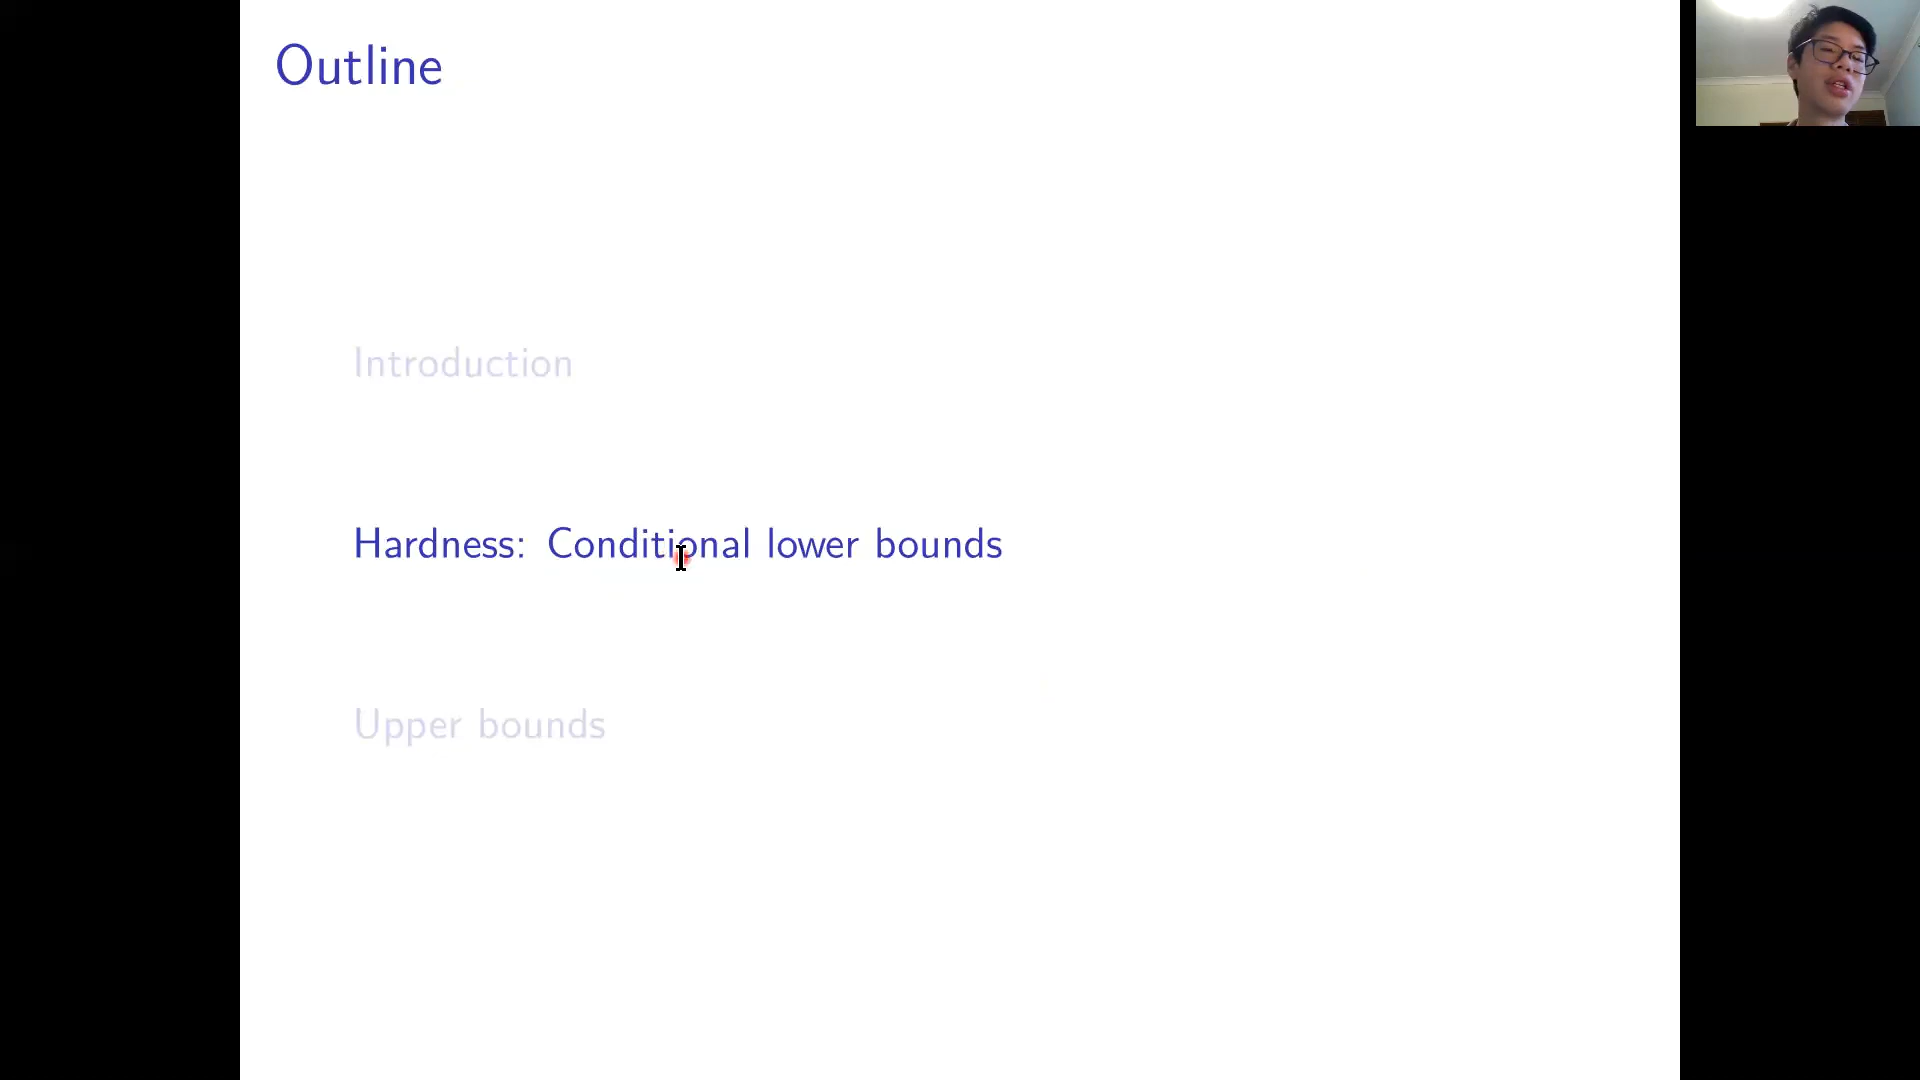 Outline
Introduction
Hardness: Conditional lower bounds
Upper bounds